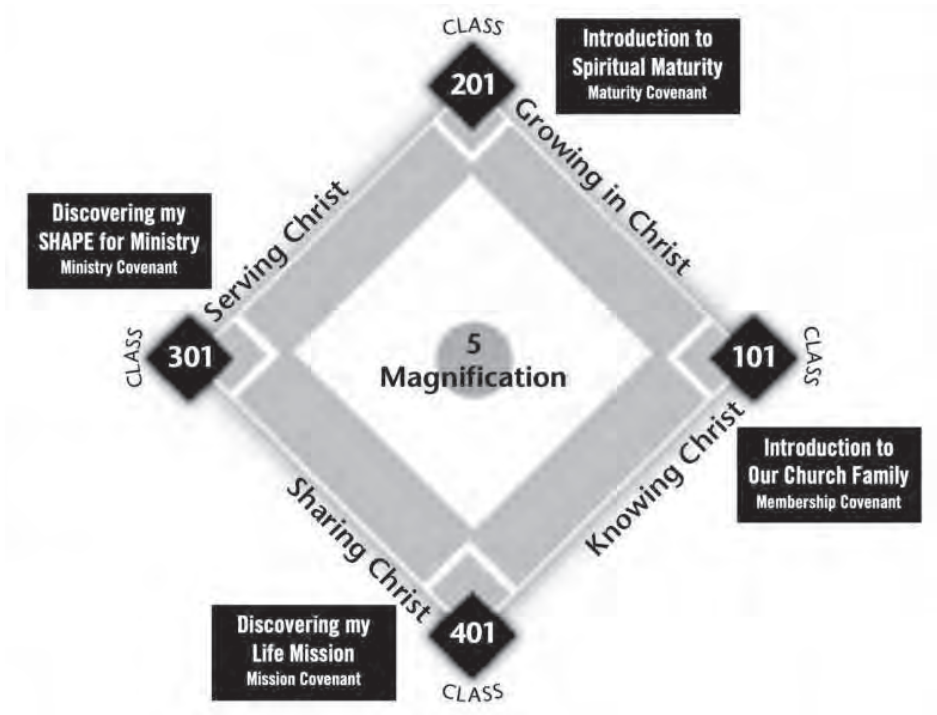 CLASS
201
Introduction to
Spiritual Maturity
Maturity Covenant
Growing in Christ
Serving Christ
Discovering my
SHAPE for Ministry
Ministry Covenant
CLASS
301
5
Magnification
101
CLASS
Knowing Christ
Introduction to
Our Church Family
Membership Covenant
Sharing Christ
Discovering my
Life Mission
Mission Covenant
401
CLASS